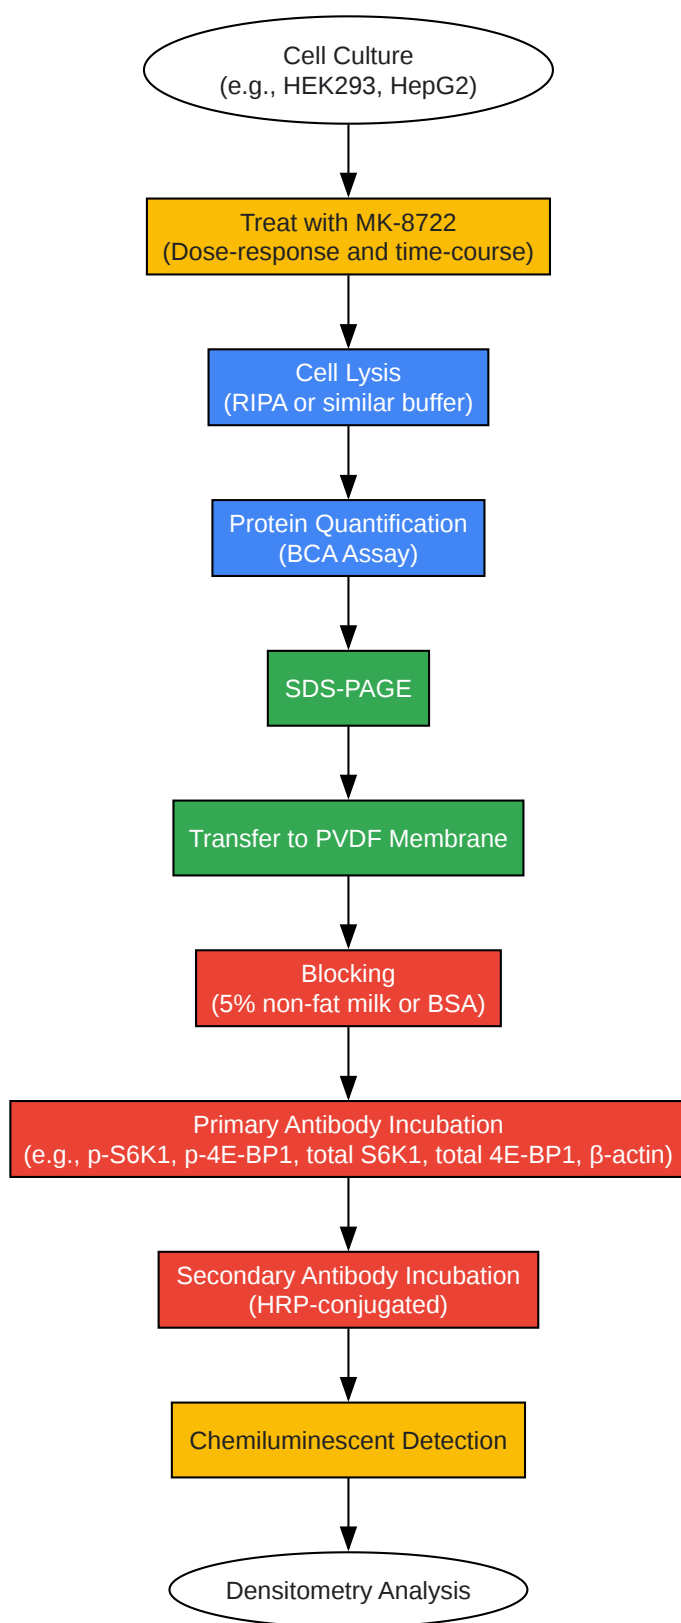 Cell Culture
(e.g., HEK293, HepG2)
Treat with MK-8722
(Dose-response and time-course)
Cell Lysis
(RIPA or similar buffer)
Protein Quantification
(BCA Assay)
SDS-PAGE
Transfer to PVDF Membrane
Blocking
(5% non-fat milk or BSA)
Primary Antibody Incubation
(e.g., p-S6K1, p-4E-BP1, total S6K1, total 4E-BP1, β-actin)
Secondary Antibody Incubation
(HRP-conjugated)
Chemiluminescent Detection
Densitometry Analysis